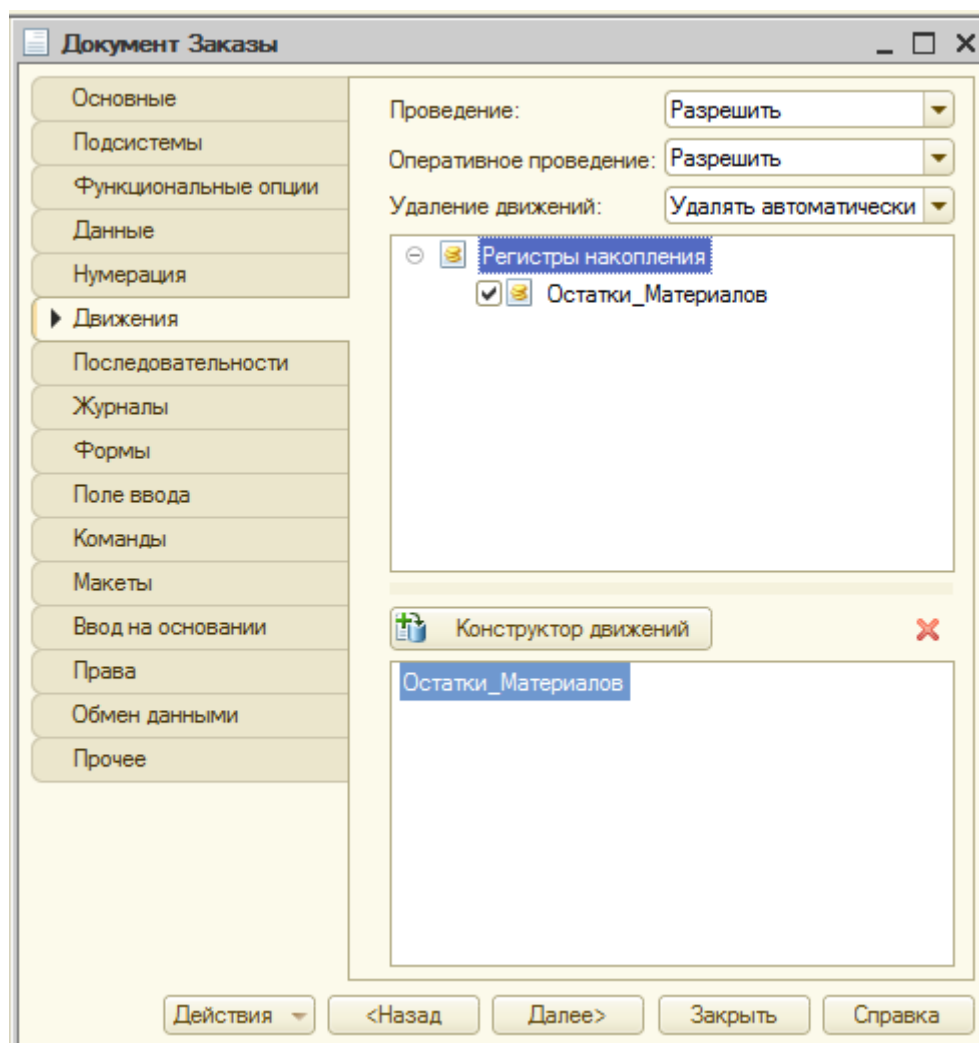 Документ Заказы
Основные
Подсистемы
Функциональные опции
Данные
Нумерация
Движения
Последовательности
Журналы
Формы
Поле ввода
Команды
Макеты
Ввод на основании
Права
Обмен данными
Прочее
Проведение: Разрешить
Оперативное проведение: Разрешить
Удаление движений: Удалять автоматически
Регистры накопления
Остатки_Материалов
Конструктор движений
Остатки_Материалов
Действия <Назад Далее> Закрыть Справка